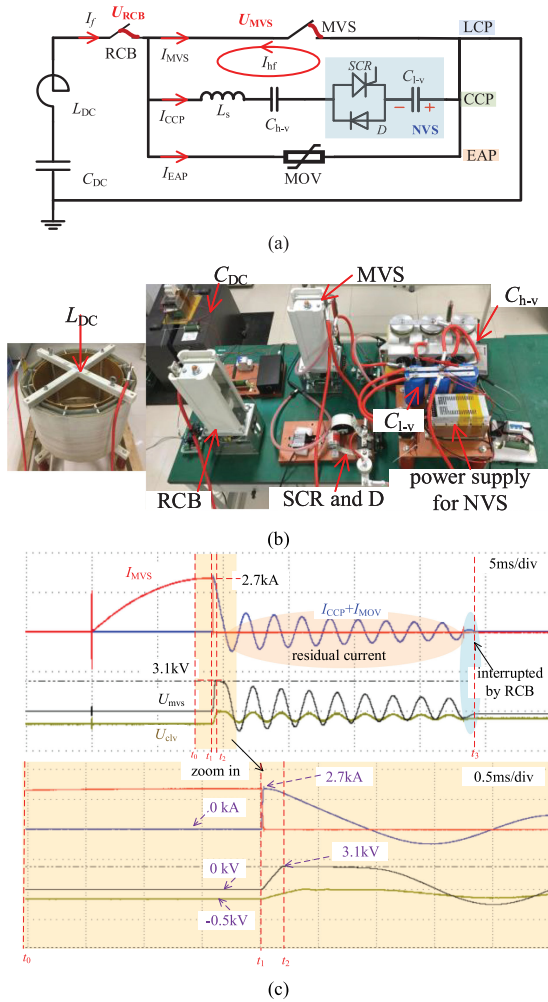 I_f
U_RCB
RCB
I_MVS
U_MVS
MVS
LCP
I_hf
L_DC
I_CCP
L_s
C_h-v
SCR
D
C_l-v
− +
NVS
CCP
C_DC
I_EAP
MOV
EAP
(a)
L_DC
C_DC
MVS
C_h-v
C_l-v
RCB
SCR and D
power supply
for NVS
(b)
I_MVS
2.7kA
5ms/div
I_CCP+I_MOV
residual current
3.1kV
interrupted
by RCB
U_mvs
U_clv
t_0
t_1
t_2
t_3
zoom in
2.7kA
0.5ms/div
0 kA
3.1kV
0 kV
-0.5kV
t_0
t_1
t_2
(c)